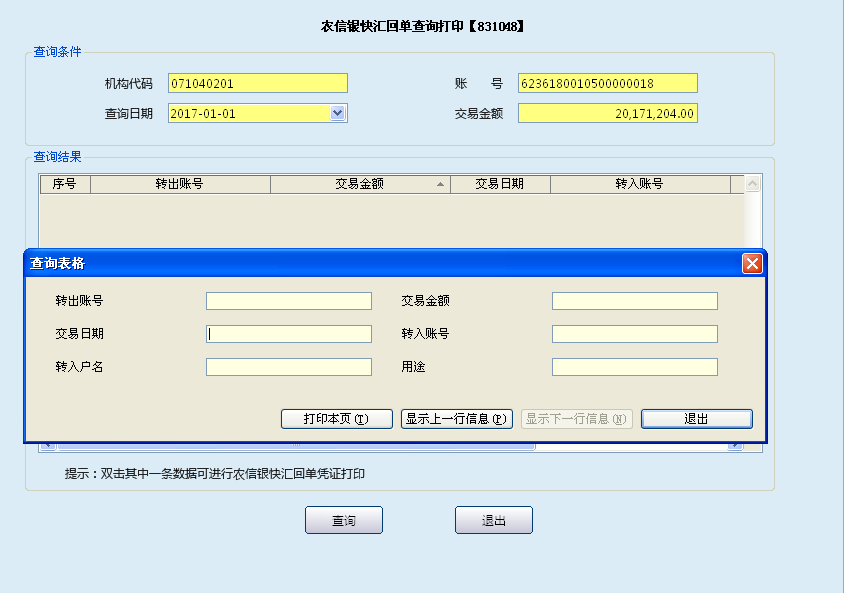 农信银快汇回单查询打印【831048】
查询条件
机构代码 071040201 账 号 6236180010500000018
查询日期 2017-01-01 交易金额 20,171,204.00
查询结果
序号 转出账号 交易金额 交易日期 转入账号
查询表格
转出账号 交易金额
交易日期 转入账号
转入户名 用途
打印本页(T) 显示上一行信息(P) 显示下一行信息(N) 退出
提示：双击其中一条数据可进行农信银快汇回单凭证打印
查询 退出